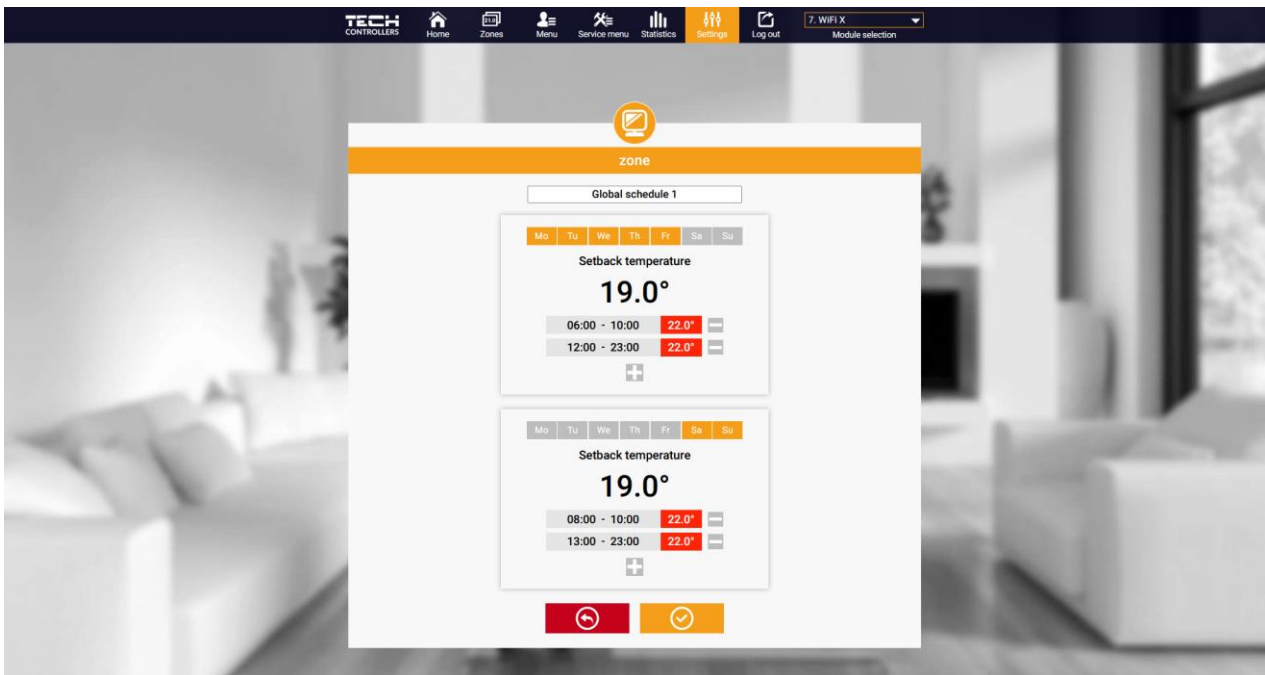 TECH
CONTROLLERS
Home
21.0
Zones
Menu
Service menu
Statistics
Settings
Log out
7. WiFi X
Module selection
zone
Global schedule 1
Mo Tu We Th Fr Sa Su
Setback temperature
19.0°
06:00 - 10:00 22.0°
12:00 - 23:00 22.0°
Mo Tu We Th Fr Sa Su
Setback temperature
19.0°
08:00 - 10:00 22.0°
13:00 - 23:00 22.0°